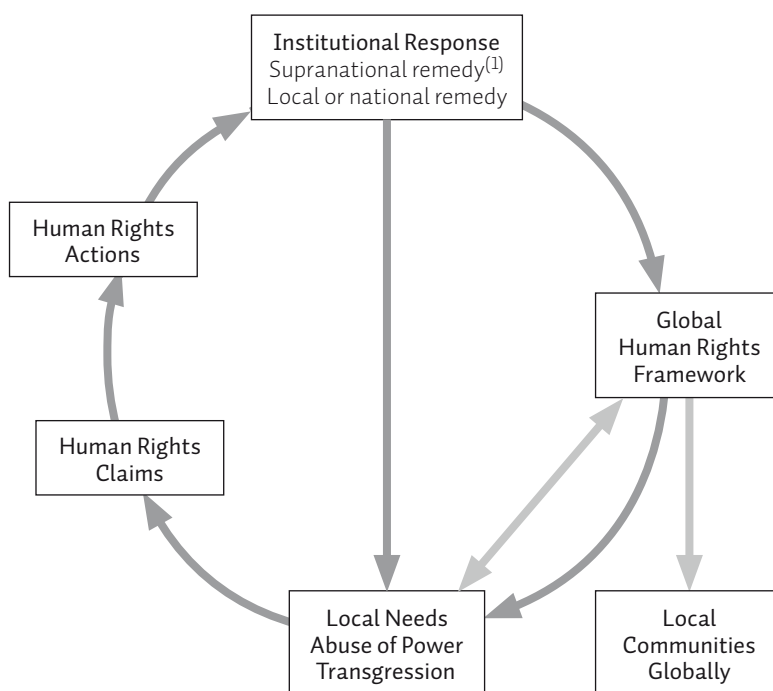 Institutional Response
Supranational remedy(1)
Local or national remedy
Human Rights
Actions
Global
Human Rights
Framework
Human Rights
Claims
Local Needs
Abuse of Power
Transgression
Local
Communities
Globally